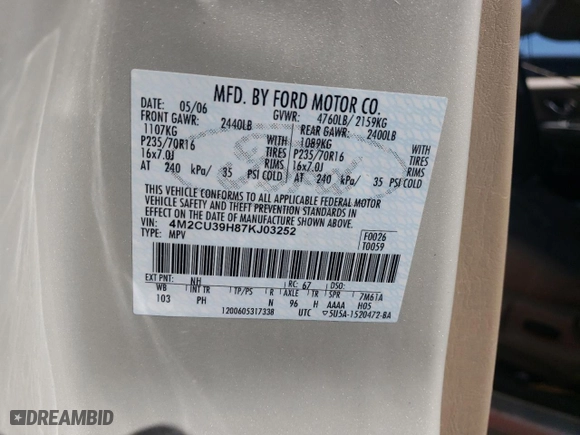 MFD. BY FORD MOTOR CO.
DATE: 05/06 GVWR: 4760LB/ 2159KG
FRONT GAWR: 2440LB REAR GAWR: 2400LB
1107KG WITH 1089KG WITH
P235/70R16 TIRES P235/70R16 TIRES
16x7.0J RIMS 16x7.0J RIMS
AT 240 kPa/ 35 PSI COLD AT 240 kPa/ 35 PSI COLD
THIS VEHICLE CONFORMS TO ALL APPLICABLE FEDERAL MOTOR
VEHICLE SAFETY AND THEFT PREVENTION STANDARDS IN
EFFECT ON THE DATE OF MANUFACTURE SHOWN ABOVE.
VIN: 4M2CU39H87KJ03252 F0026
TYPE: MPV T0059
EXT PNT: NH RC: 67 DSO:
WB INT TR TP/PS R AXLE TR SPR 7M6TA
103 PH N 96 H AAAA H05
1200605317338 UTC 5U5A-1520472-BA
DREAMBID